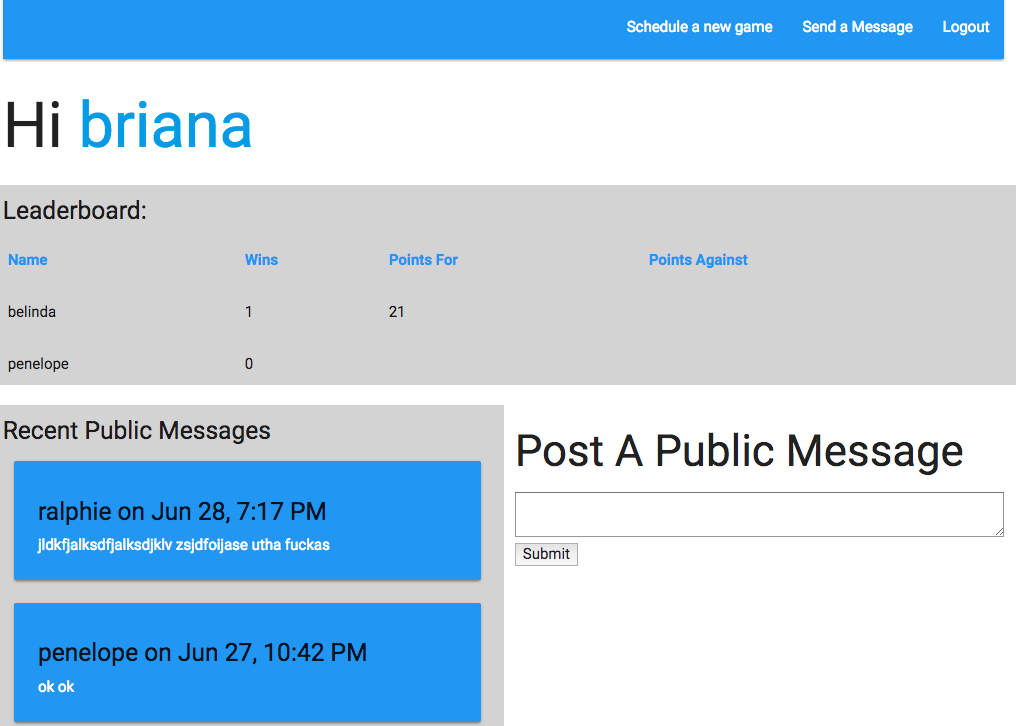 Schedule a new game Send a Message Logout
Hi briana
Leaderboard:
Name Wins Points For Points Against
belinda 1 21
penelope 0
Recent Public Messages
ralphie on Jun 28, 7:17 PM
jldkfjalksdfjalksdjklv zsjdfoijase utha fuckas
penelope on Jun 27, 10:42 PM
ok ok
Post A Public Message
Submit